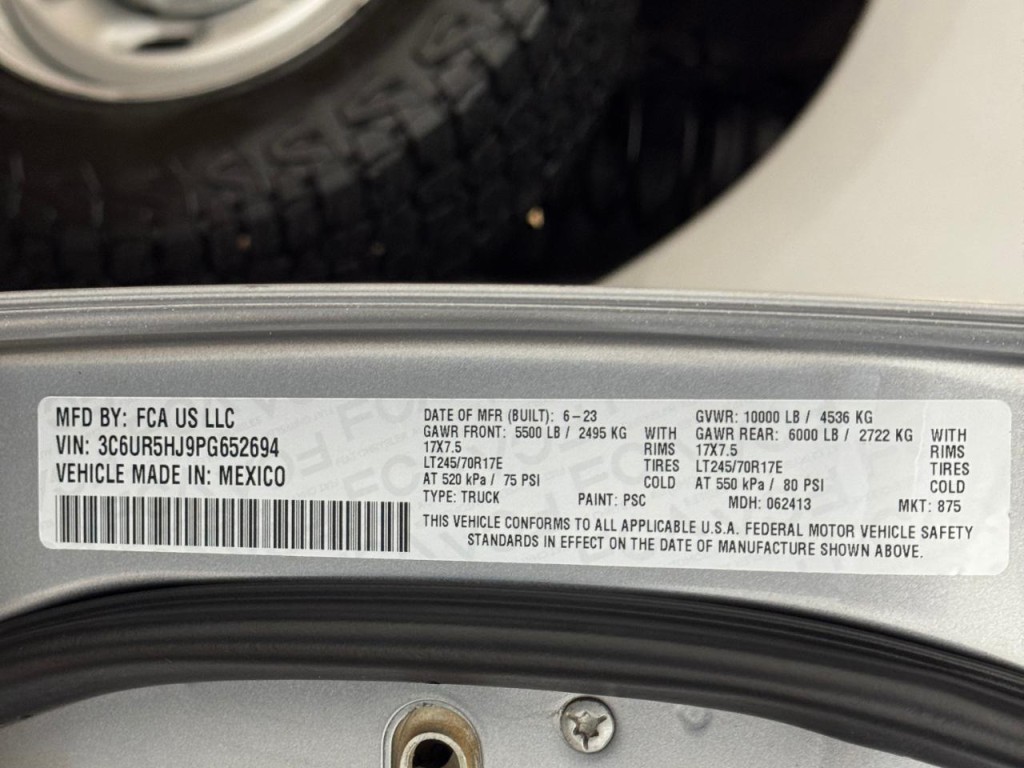 MFD BY: FCA US LLC
VIN: 3C6UR5HJ9PG652694
VEHICLE MADE IN: MEXICO
DATE OF MFR (BUILT): 6-23
GAWR FRONT: 5500 LB / 2495 KG WITH
17X7.5 RIMS
LT245/70R17E TIRES
AT 520 kPa / 75 PSI COLD
GVWR: 10000 LB / 4536 KG
GAWR REAR: 6000 LB / 2722 KG WITH
17X7.5 RIMS
LT245/70R17E TIRES
AT 550 kPa / 80 PSI COLD
TYPE: TRUCK PAINT: PSC MDH: 062413 MKT: 875
THIS VEHICLE CONFORMS TO ALL APPLICABLE U.S.A. FEDERAL MOTOR VEHICLE SAFETY
STANDARDS IN EFFECT ON THE DATE OF MANUFACTURE SHOWN ABOVE.